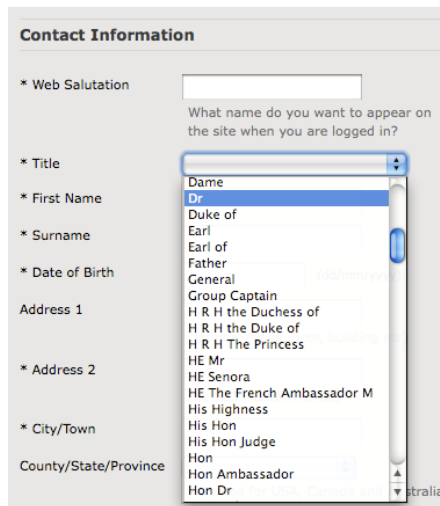 Contact Information
* Web Salutation
What name do you want to appear on
the site when you are logged in?
* Title
Dame
Dr
Duke of
Earl
Earl of
Father
General
Group Captain
H R H the Duchess of
H R H the Duke of
H R H The Princess
HE Mr
HE Senora
HE The French Ambassador M
His Highness
His Hon
His Hon Judge
Hon
Hon Ambassador
Hon Dr
* First Name
* Surname
* Date of Birth
(dd/mm/yyyy)
Address 1
* Address 2
* City/Town
County/State/Province